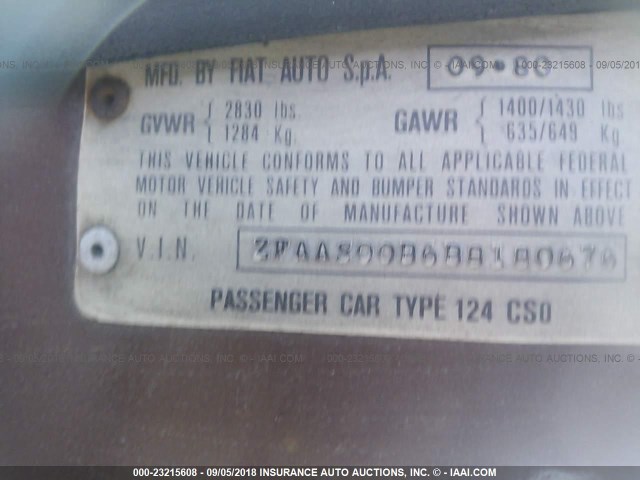 MFD. BY FIAT AUTO S.p.A. 09·80
GVWR { 2830 lbs. GAWR { 1400/1430 lbs
1284 Kg. 635/649 Kg
THIS VEHICLE CONFORMS TO ALL APPLICABLE FEDERAL
MOTOR VEHICLE SAFETY AND BUMPER STANDARDS IN EFFECT
ON THE DATE OF MANUFACTURE SHOWN ABOVE
V.I.N.
PASSENGER CAR TYPE 124 CS0
000-23215608 - 09/05/2018 INSURANCE AUTO AUCTIONS, INC. - © - IAAI.COM